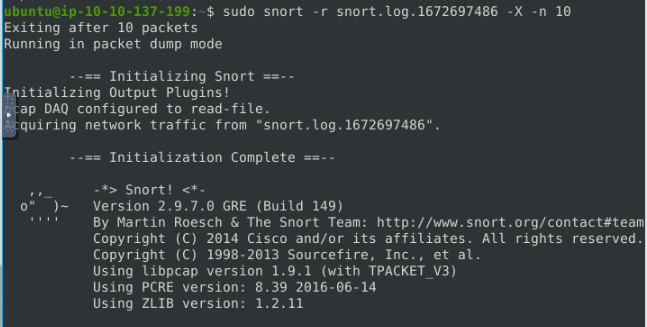 ubuntu@ip-10-10-137-199:~$ sudo snort -r snort.log.1672697486 -X -n 10
Exiting after 10 packets
Running in packet dump mode
--== Initializing Snort ==--
Initializing Output Plugins!
pcap DAQ configured to read-file.
Acquiring network traffic from "snort.log.1672697486".
--== Initialization Complete ==--
,,_ -*> Snort! <*-
o" )~ Version 2.9.7.0 GRE (Build 149)
'''' By Martin Roesch & The Snort Team: http://www.snort.org/contact#team
Copyright (C) 2014 Cisco and/or its affiliates. All rights reserved.
Copyright (C) 1998-2013 Sourcefire, Inc., et al.
Using libpcap version 1.9.1 (with TPACKET_V3)
Using PCRE version: 8.39 2016-06-14
Using ZLIB version: 1.2.11